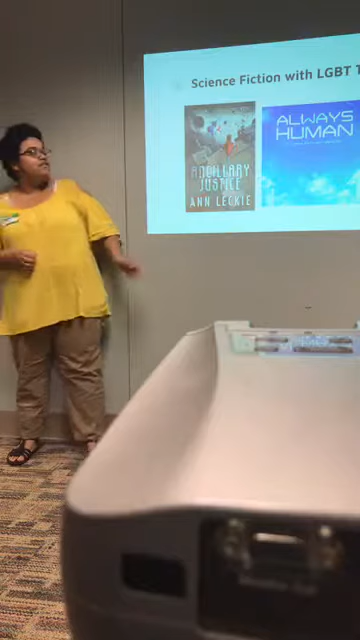 Science Fiction with LGBT T
ANCILLARY
JUSTICE
ANN LECKIE
ALWAYS
HUMAN